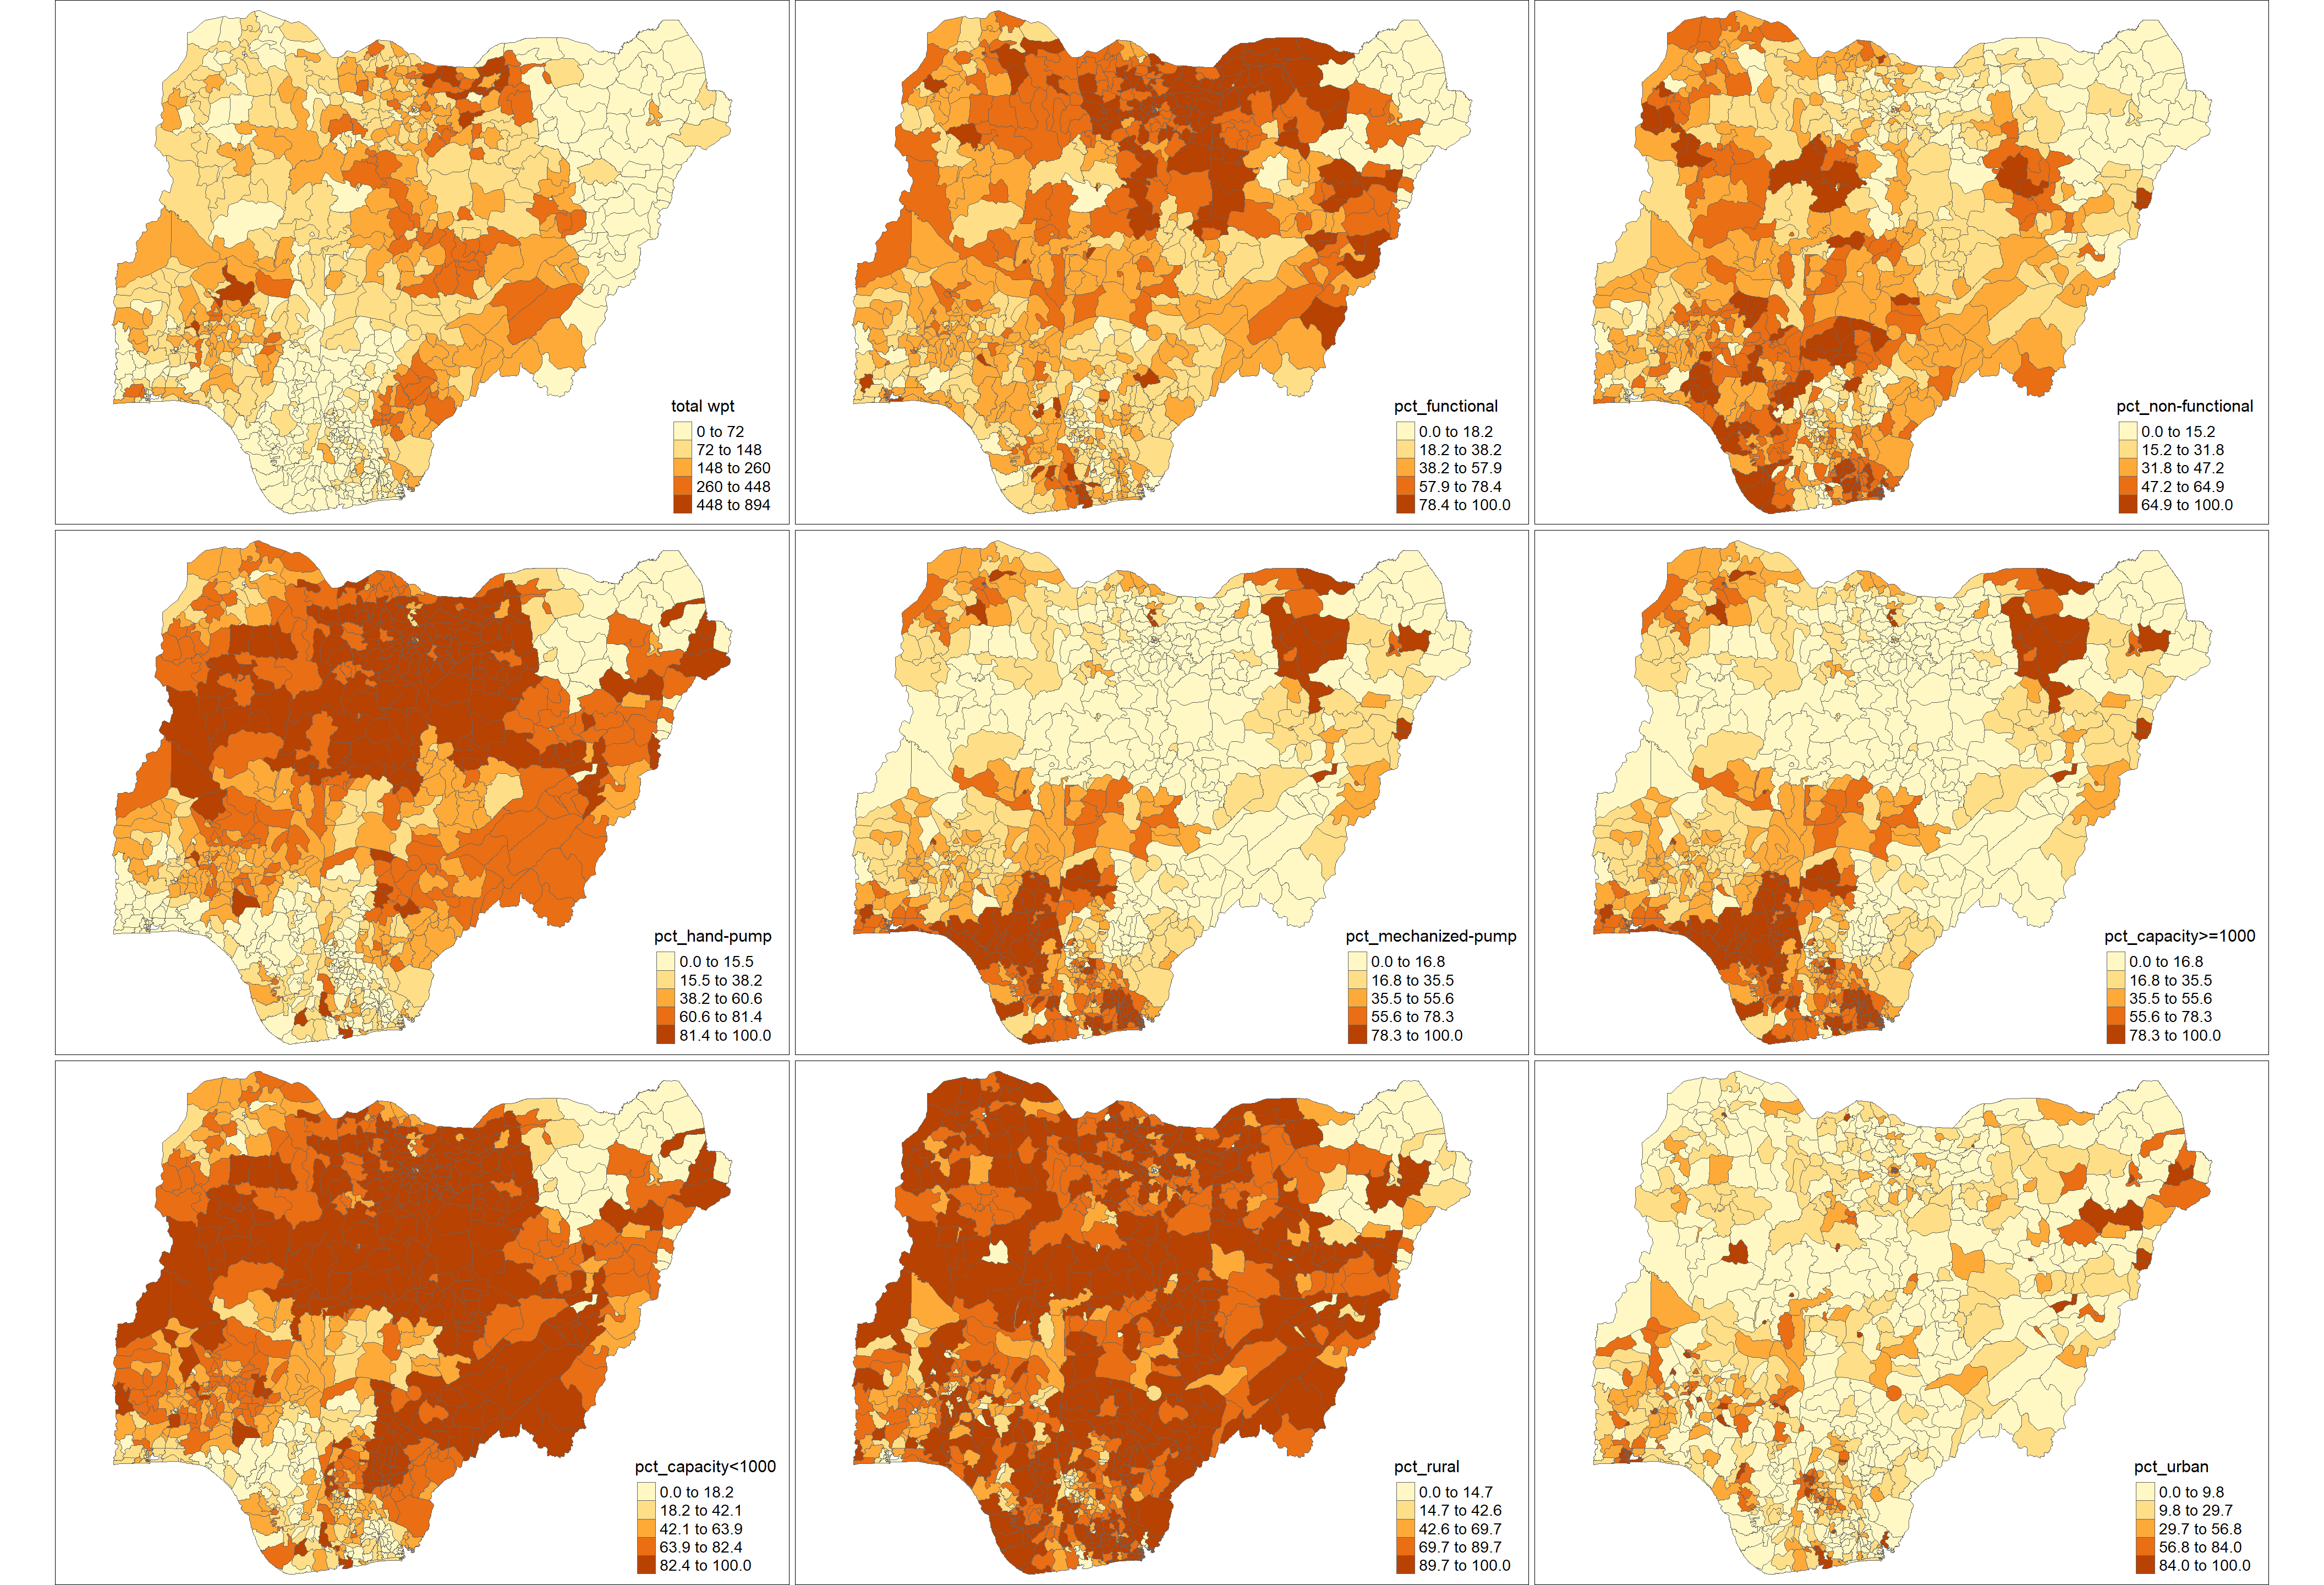 total wpt
0 to 72
72 to 148
148 to 260
260 to 448
448 to 894
pct_functional
0.0 to 18.2
18.2 to 38.2
38.2 to 57.9
57.9 to 78.4
78.4 to 100.0
pct_non-functional
0.0 to 15.2
15.2 to 31.8
31.8 to 47.2
47.2 to 64.9
64.9 to 100.0
pct_hand-pump
0.0 to 15.5
15.5 to 38.2
38.2 to 60.6
60.6 to 81.4
81.4 to 100.0
pct_mechanized-pump
0.0 to 16.8
16.8 to 35.5
35.5 to 55.6
55.6 to 78.3
78.3 to 100.0
pct_capacity>=1000
0.0 to 16.8
16.8 to 35.5
35.5 to 55.6
55.6 to 78.3
78.3 to 100.0
pct_capacity<1000
0.0 to 18.2
18.2 to 42.1
42.1 to 63.9
63.9 to 82.4
82.4 to 100.0
pct_rural
0.0 to 14.7
14.7 to 42.6
42.6 to 69.7
69.7 to 89.7
89.7 to 100.0
pct_urban
0.0 to 9.8
9.8 to 29.7
29.7 to 56.8
56.8 to 84.0
84.0 to 100.0